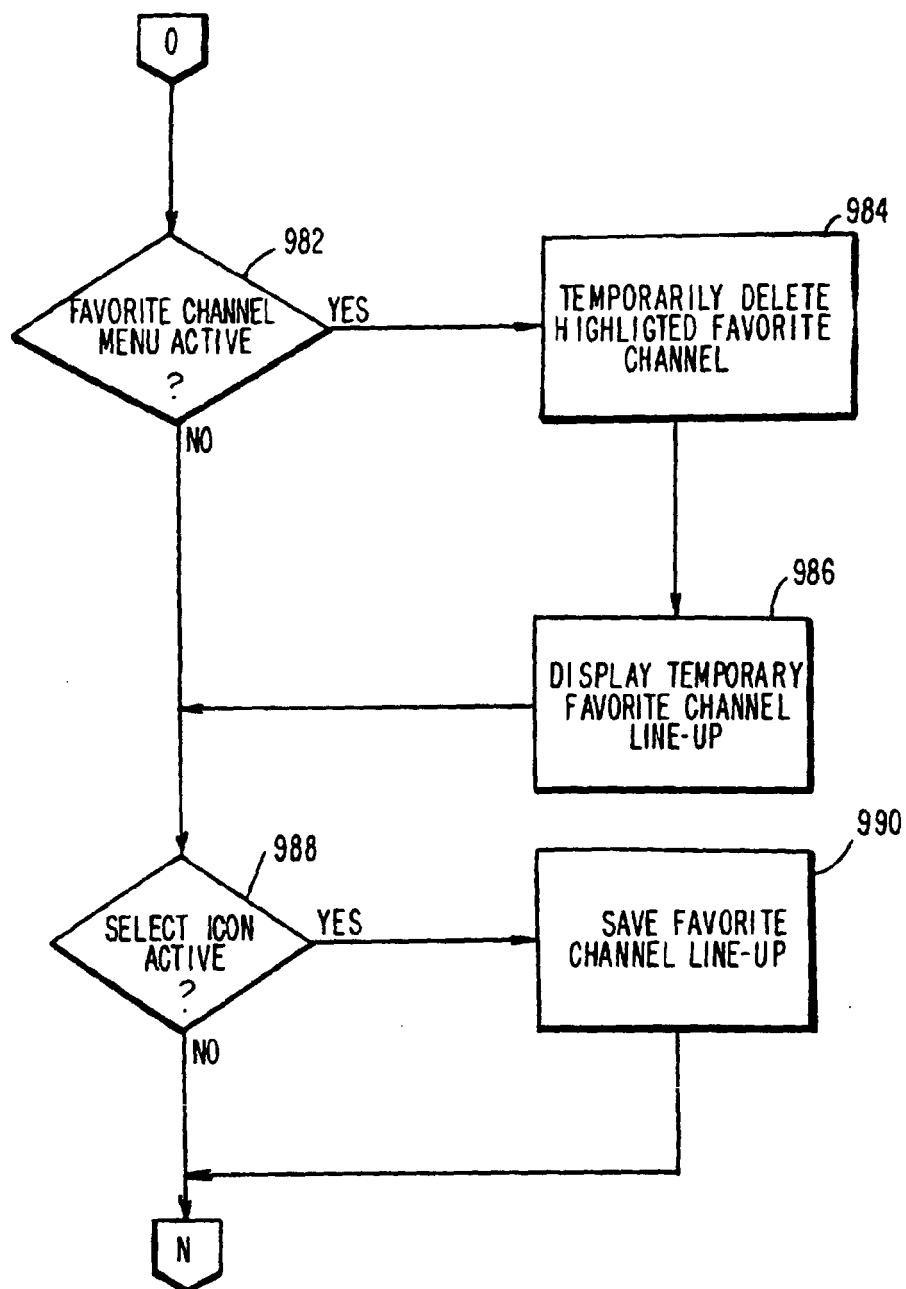 O
982
FAVORITE CHANNEL
MENU ACTIVE
?
YES
NO
984
TEMPORARILY DELETE
HIGHLIGTED FAVORITE
CHANNEL
986
DISPLAY TEMPORARY
FAVORITE CHANNEL
LINE-UP
988
SELECT ICON
ACTIVE
?
YES
NO
990
SAVE FAVORITE
CHANNEL LINE-UP
N